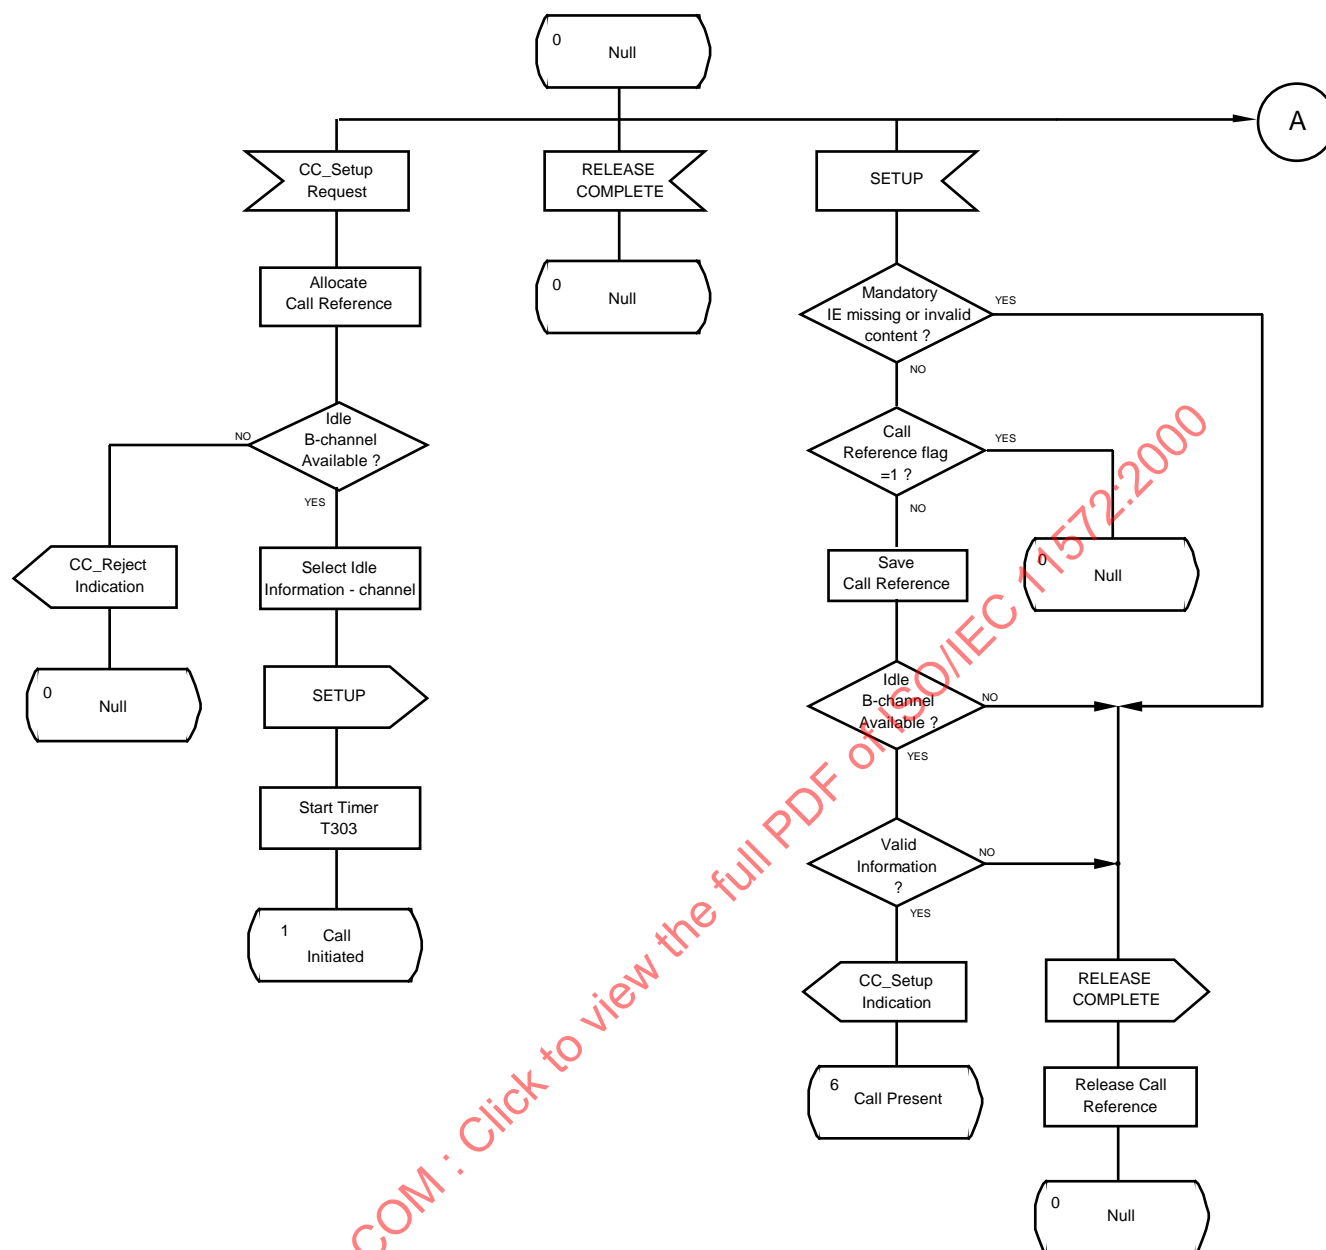 0
Null
A
CC_Setup
Request
RELEASE
COMPLETE
SETUP
Allocate
Call Reference
0
Null
Mandatory
IE missing or invalid
content ?
YES
NO
Idle
B-channel
Available ?
NO
YES
Call
Reference flag
=1 ?
YES
NO
CC_Reject
Indication
Select Idle
Information - channel
Save
Call Reference
0
Null
0
Null
SETUP
Idle
B-channel
Available ?
NO
YES
Start Timer
T303
Valid
Information
?
NO
YES
1
Call
Initiated
CC_Setup
Indication
RELEASE
COMPLETE
6
Call Present
Release Call
Reference
0
Null
COM : Click to view the full PDF of ISO/IEC 11572:2000